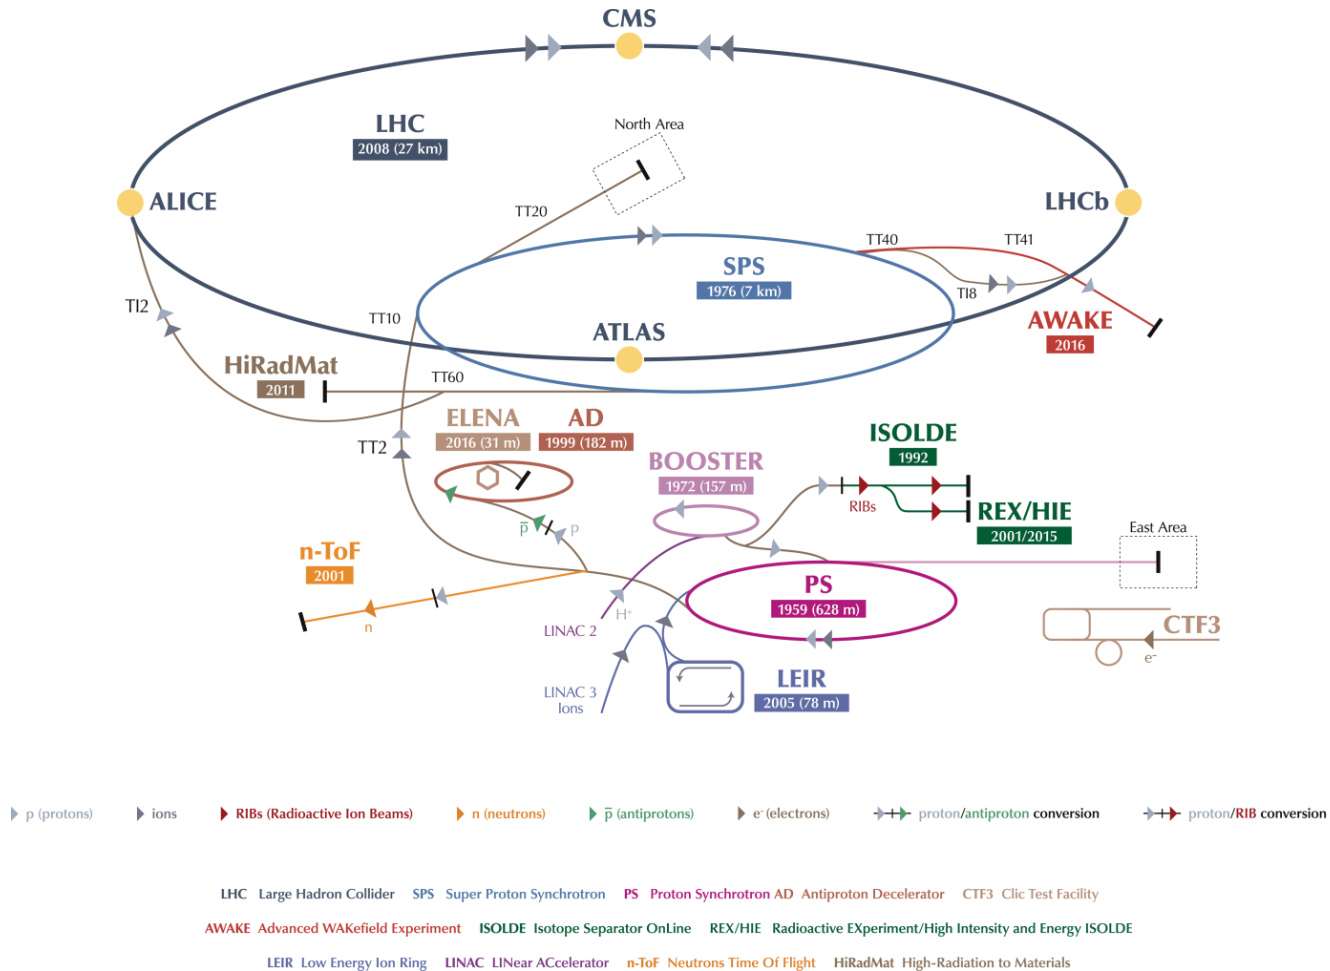 CMS
LHC
2008 (27 km)
North Area
ALICE
LHCb
TT20
TT40
TT41
SPS
1976 (7 km)
TI8
TI2
TT10
ATLAS
AWAKE
2016
HiRadMat
2011
TT60
ELENA
2016 (31 m)
AD
1999 (182 m)
TT2
BOOSTER
1972 (157 m)
ISOLDE
1992
RIBs
REX/HIE
2001/2015
East Area
p̅
p
n-ToF
2001
n
PS
1959 (628 m)
H⁺
LINAC 2
CTF3
e⁻
LINAC 3
Ions
LEIR
2005 (78 m)
p (protons)
ions
RIBs (Radioactive Ion Beams)
n (neutrons)
p̅ (antiprotons)
e⁻ (electrons)
proton/antiproton conversion
proton/RIB conversion
LHC Large Hadron Collider SPS Super Proton Synchrotron PS Proton Synchrotron AD Antiproton Decelerator CTF3 Clic Test Facility
AWAKE Advanced WAKefield Experiment ISOLDE Isotope Separator OnLine REX/HIE Radioactive EXperiment/High Intensity and Energy ISOLDE
LEIR Low Energy Ion Ring LINAC LINear ACcelerator n-ToF Neutrons Time Of Flight HiRadMat High-Radiation to Materials